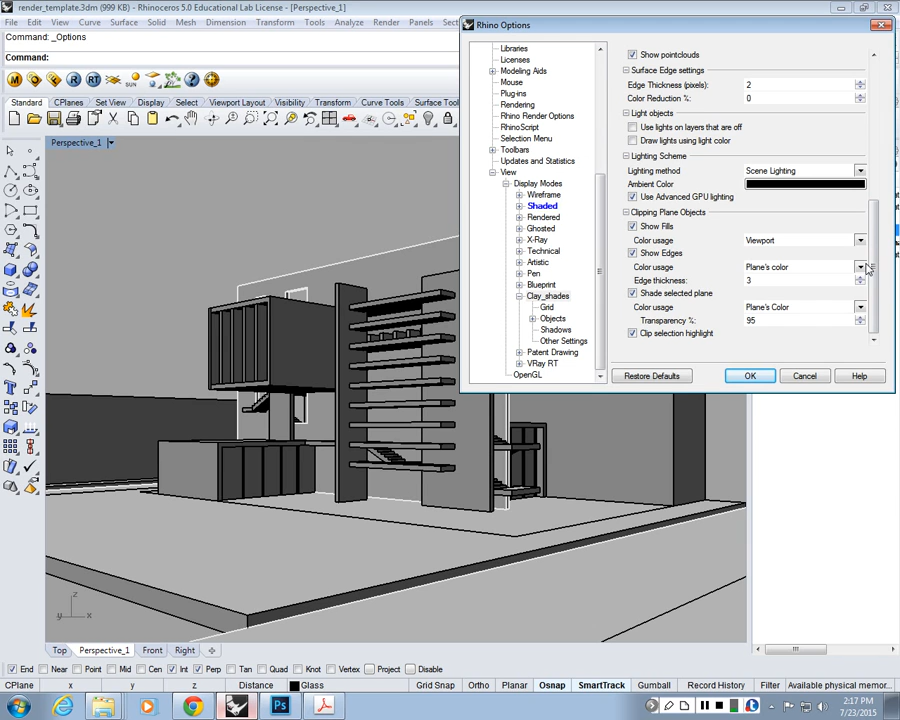 render_template.3dm (999 KB) - Rhinoceros 5.0 Educational Lab License - [Perspective_1]
File Edit View Curve Surface Solid Mesh Dimension Transform Tools Analyze Render Panels
Command: _Options
Command:
Standard CPlanes Set View Display Select Viewport Layout Visibility Transform Curve Tools Surface Tool
Perspective_1
z
y x
Top Perspective_1 Front Right
End Near Point Mid Cen Int Perp Tan Quad Knot Vertex Project Disable
CPlane x y z Distance Glass Grid Snap Ortho Planar Osnap SmartTrack Gumball Record History Filter Available physical memor
2:17 PM
7/23/2015
Rhino Options
Libraries
Licenses
Modeling Aids
Mouse
Plug-ins
Rendering
Rhino Render Options
RhinoScript
Selection Menu
Toolbars
Updates and Statistics
View
Display Modes
Wireframe
Shaded
Rendered
Ghosted
X-Ray
Technical
Artistic
Pen
Blueprint
Clay_shades
Grid
Objects
Shadows
Other Settings
Patent Drawing
VRay RT
OpenGL
Show pointclouds
Surface Edge settings
Edge Thickness (pixels): 2
Color Reduction %: 0
Light objects
Use lights on layers that are off
Draw lights using light color
Lighting Scheme
Lighting method Scene Lighting
Ambient Color
Use Advanced GPU lighting
Clipping Plane Objects
Show Fills
Color usage Viewport
Show Edges
Color usage Plane's color
Edge thickness: 3
Shade selected plane
Color usage Plane's Color
Transparency %: 95
Clip selection highlight
Restore Defaults OK Cancel Help